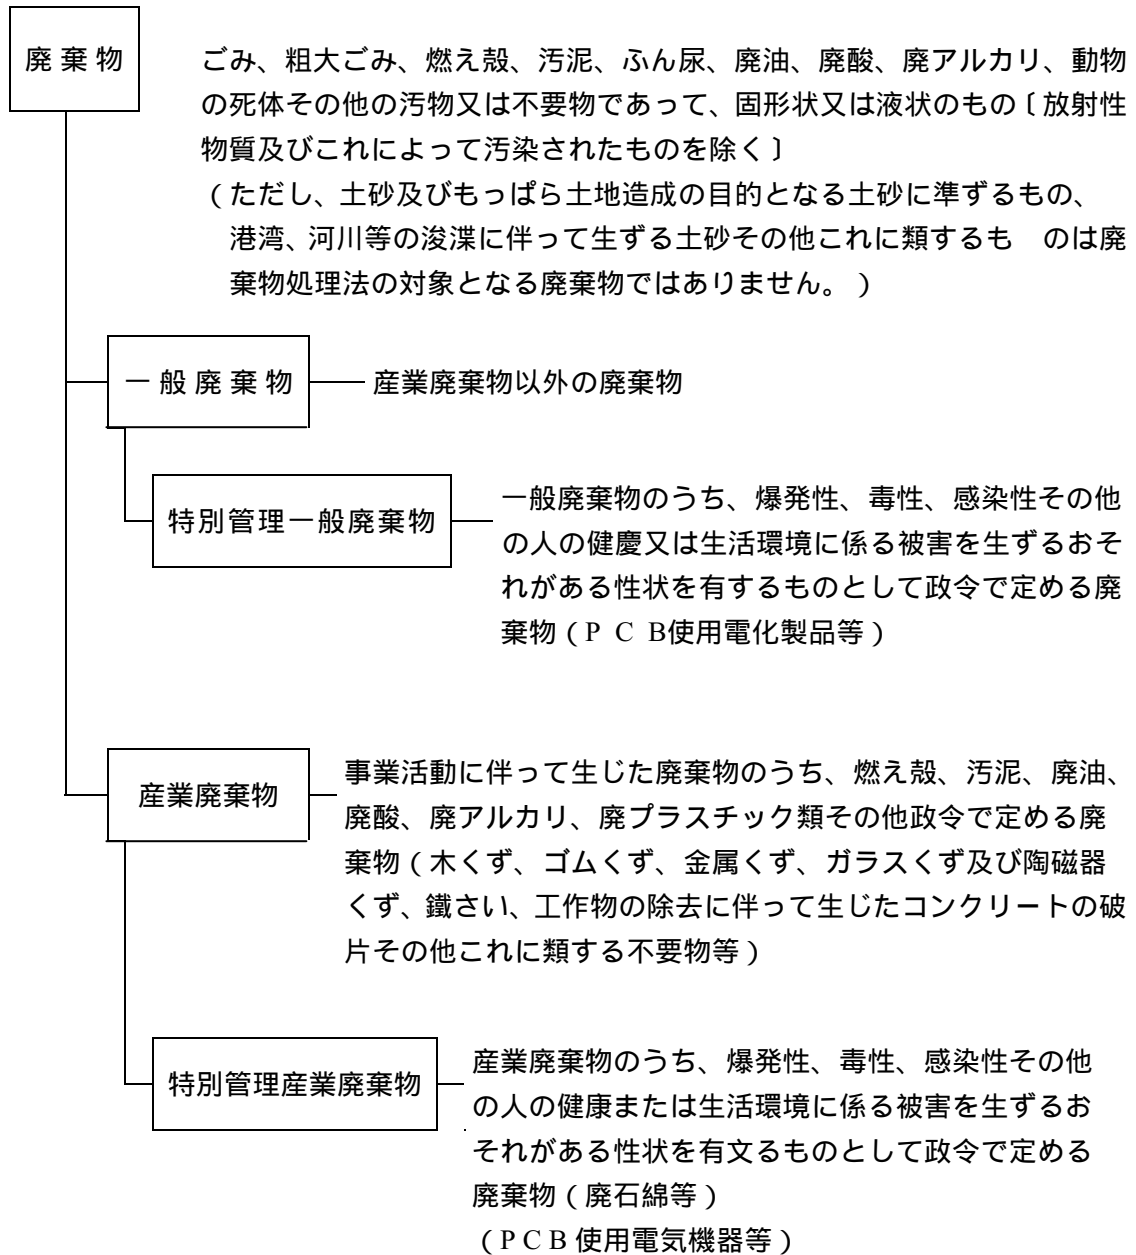 廃棄物
ごみ、粗大ごみ、燃え殻、汚泥、ふん尿、廃油、廃酸、廃アルカリ、動物
の死体その他の汚物又は不要物であって、固形状又は液状のもの〔放射性
物質及びこれによって汚染されたものを除く〕
（ただし、土砂及びもっぱら土地造成の目的となる土砂に準ずるもの、
港湾、河川等の浚渫に伴って生ずる土砂その他これに類するも　のは廃
棄物処理法の対象となる廃棄物ではありません。）
一般廃棄物
産業廃棄物以外の廃棄物
特別管理一般廃棄物
一般廃棄物のうち、爆発性、毒性、感染性その他
の人の健慶又は生活環境に係る被害を生ずるおそ
れがある性状を有するものとして政令で定める廃
棄物（P C B使用電化製品等）
産業廃棄物
事業活動に伴って生じた廃棄物のうち、燃え殻、汚泥、廃油、
廃酸、廃アルカリ、廃プラスチック類その他政令で定める廃
棄物（木くず、ゴムくず、金属くず、ガラスくず及び陶磁器
くず、鐵さい、工作物の除去に伴って生じたコンクリートの破
片その他これに類する不要物等）
特別管理産業廃棄物
産業廃棄物のうち、爆発性、毒性、感染性その他
の人の健康または生活環境に係る被害を生ずるお
それがある性状を有文るものとして政令で定める
廃棄物（廃石綿等）
（P C B 使用電気機器等）